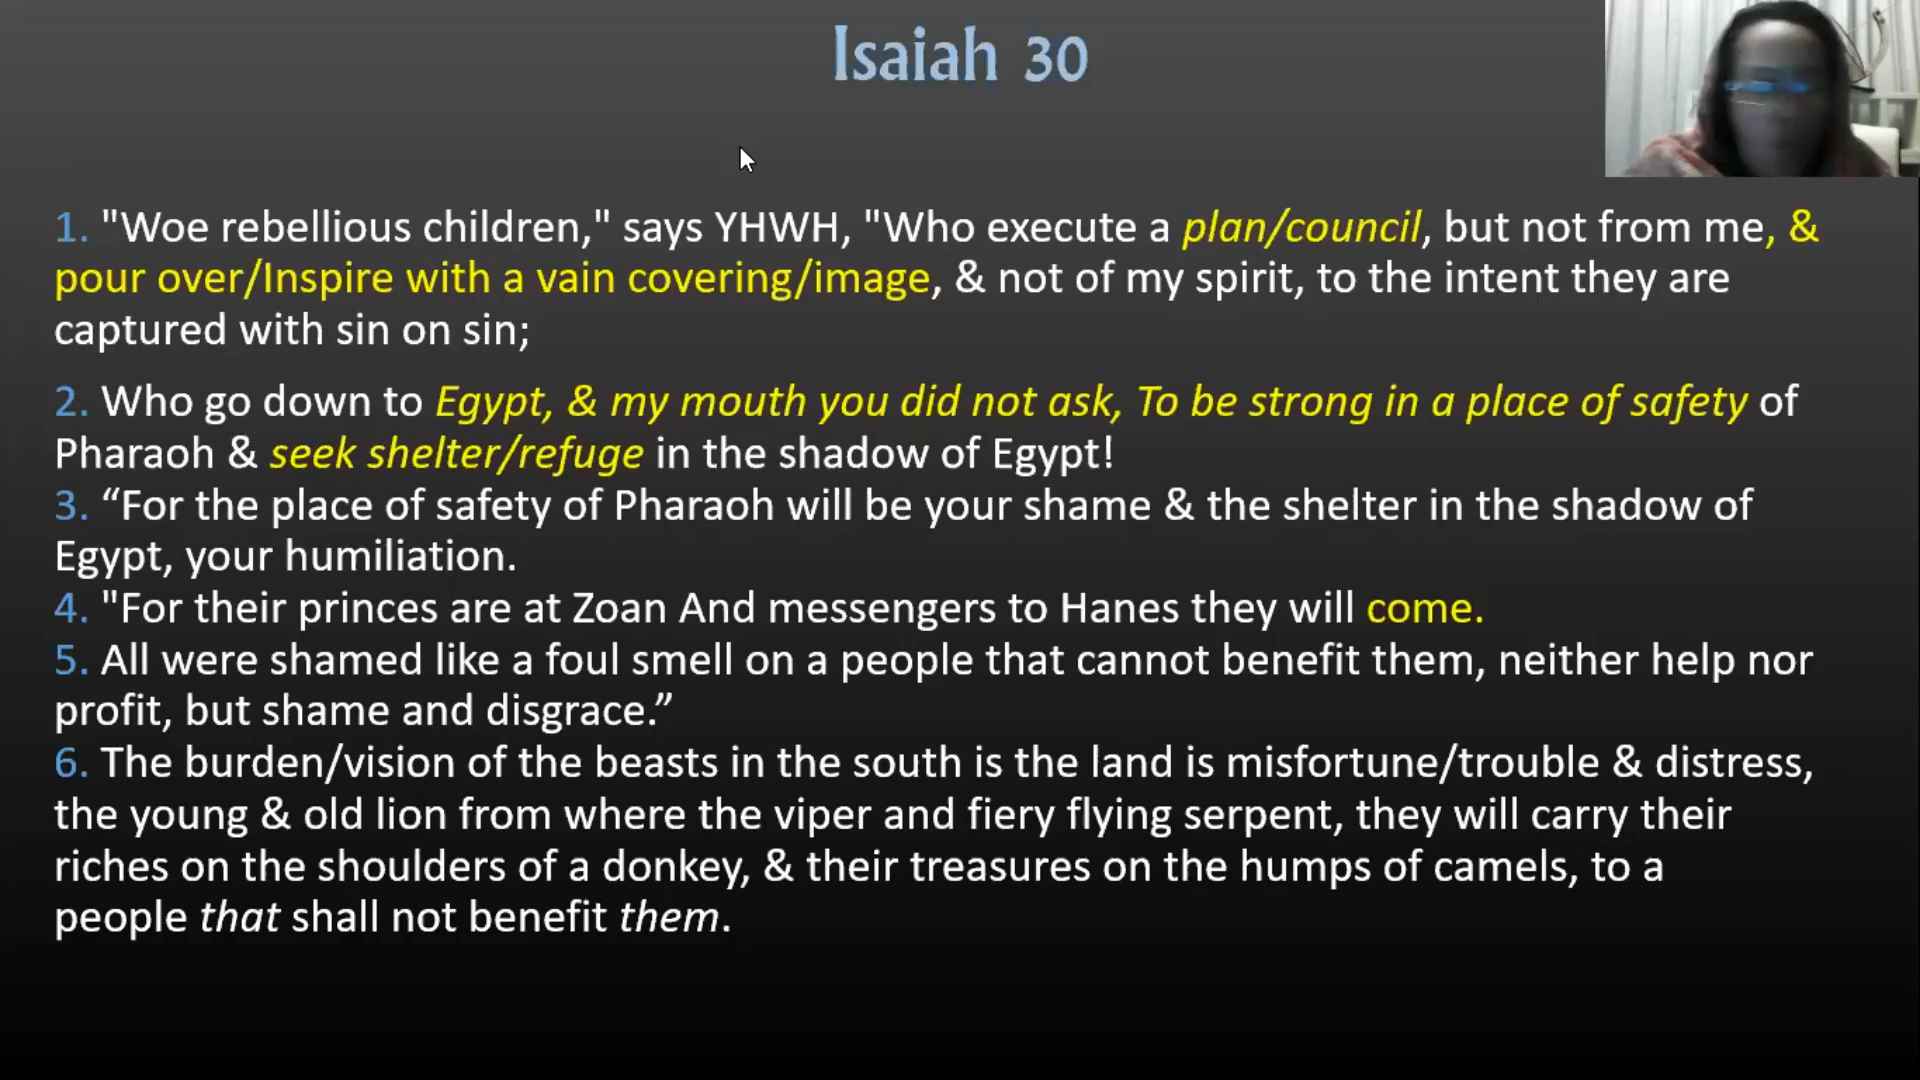 Isaiah 30
1. "Woe rebellious children," says YHWH, "Who execute a plan/council, but not from me, &
pour over/Inspire with a vain covering/image, & not of my spirit, to the intent they are
captured with sin on sin;
2. Who go down to Egypt, & my mouth you did not ask, To be strong in a place of safety of
Pharaoh & seek shelter/refuge in the shadow of Egypt!
3. “For the place of safety of Pharaoh will be your shame & the shelter in the shadow of
Egypt, your humiliation.
4. "For their princes are at Zoan And messengers to Hanes they will come.
5. All were shamed like a foul smell on a people that cannot benefit them, neither help nor
profit, but shame and disgrace.”
6. The burden/vision of the beasts in the south is the land is misfortune/trouble & distress,
the young & old lion from where the viper and fiery flying serpent, they will carry their
riches on the shoulders of a donkey, & their treasures on the humps of camels, to a
people that shall not benefit them.